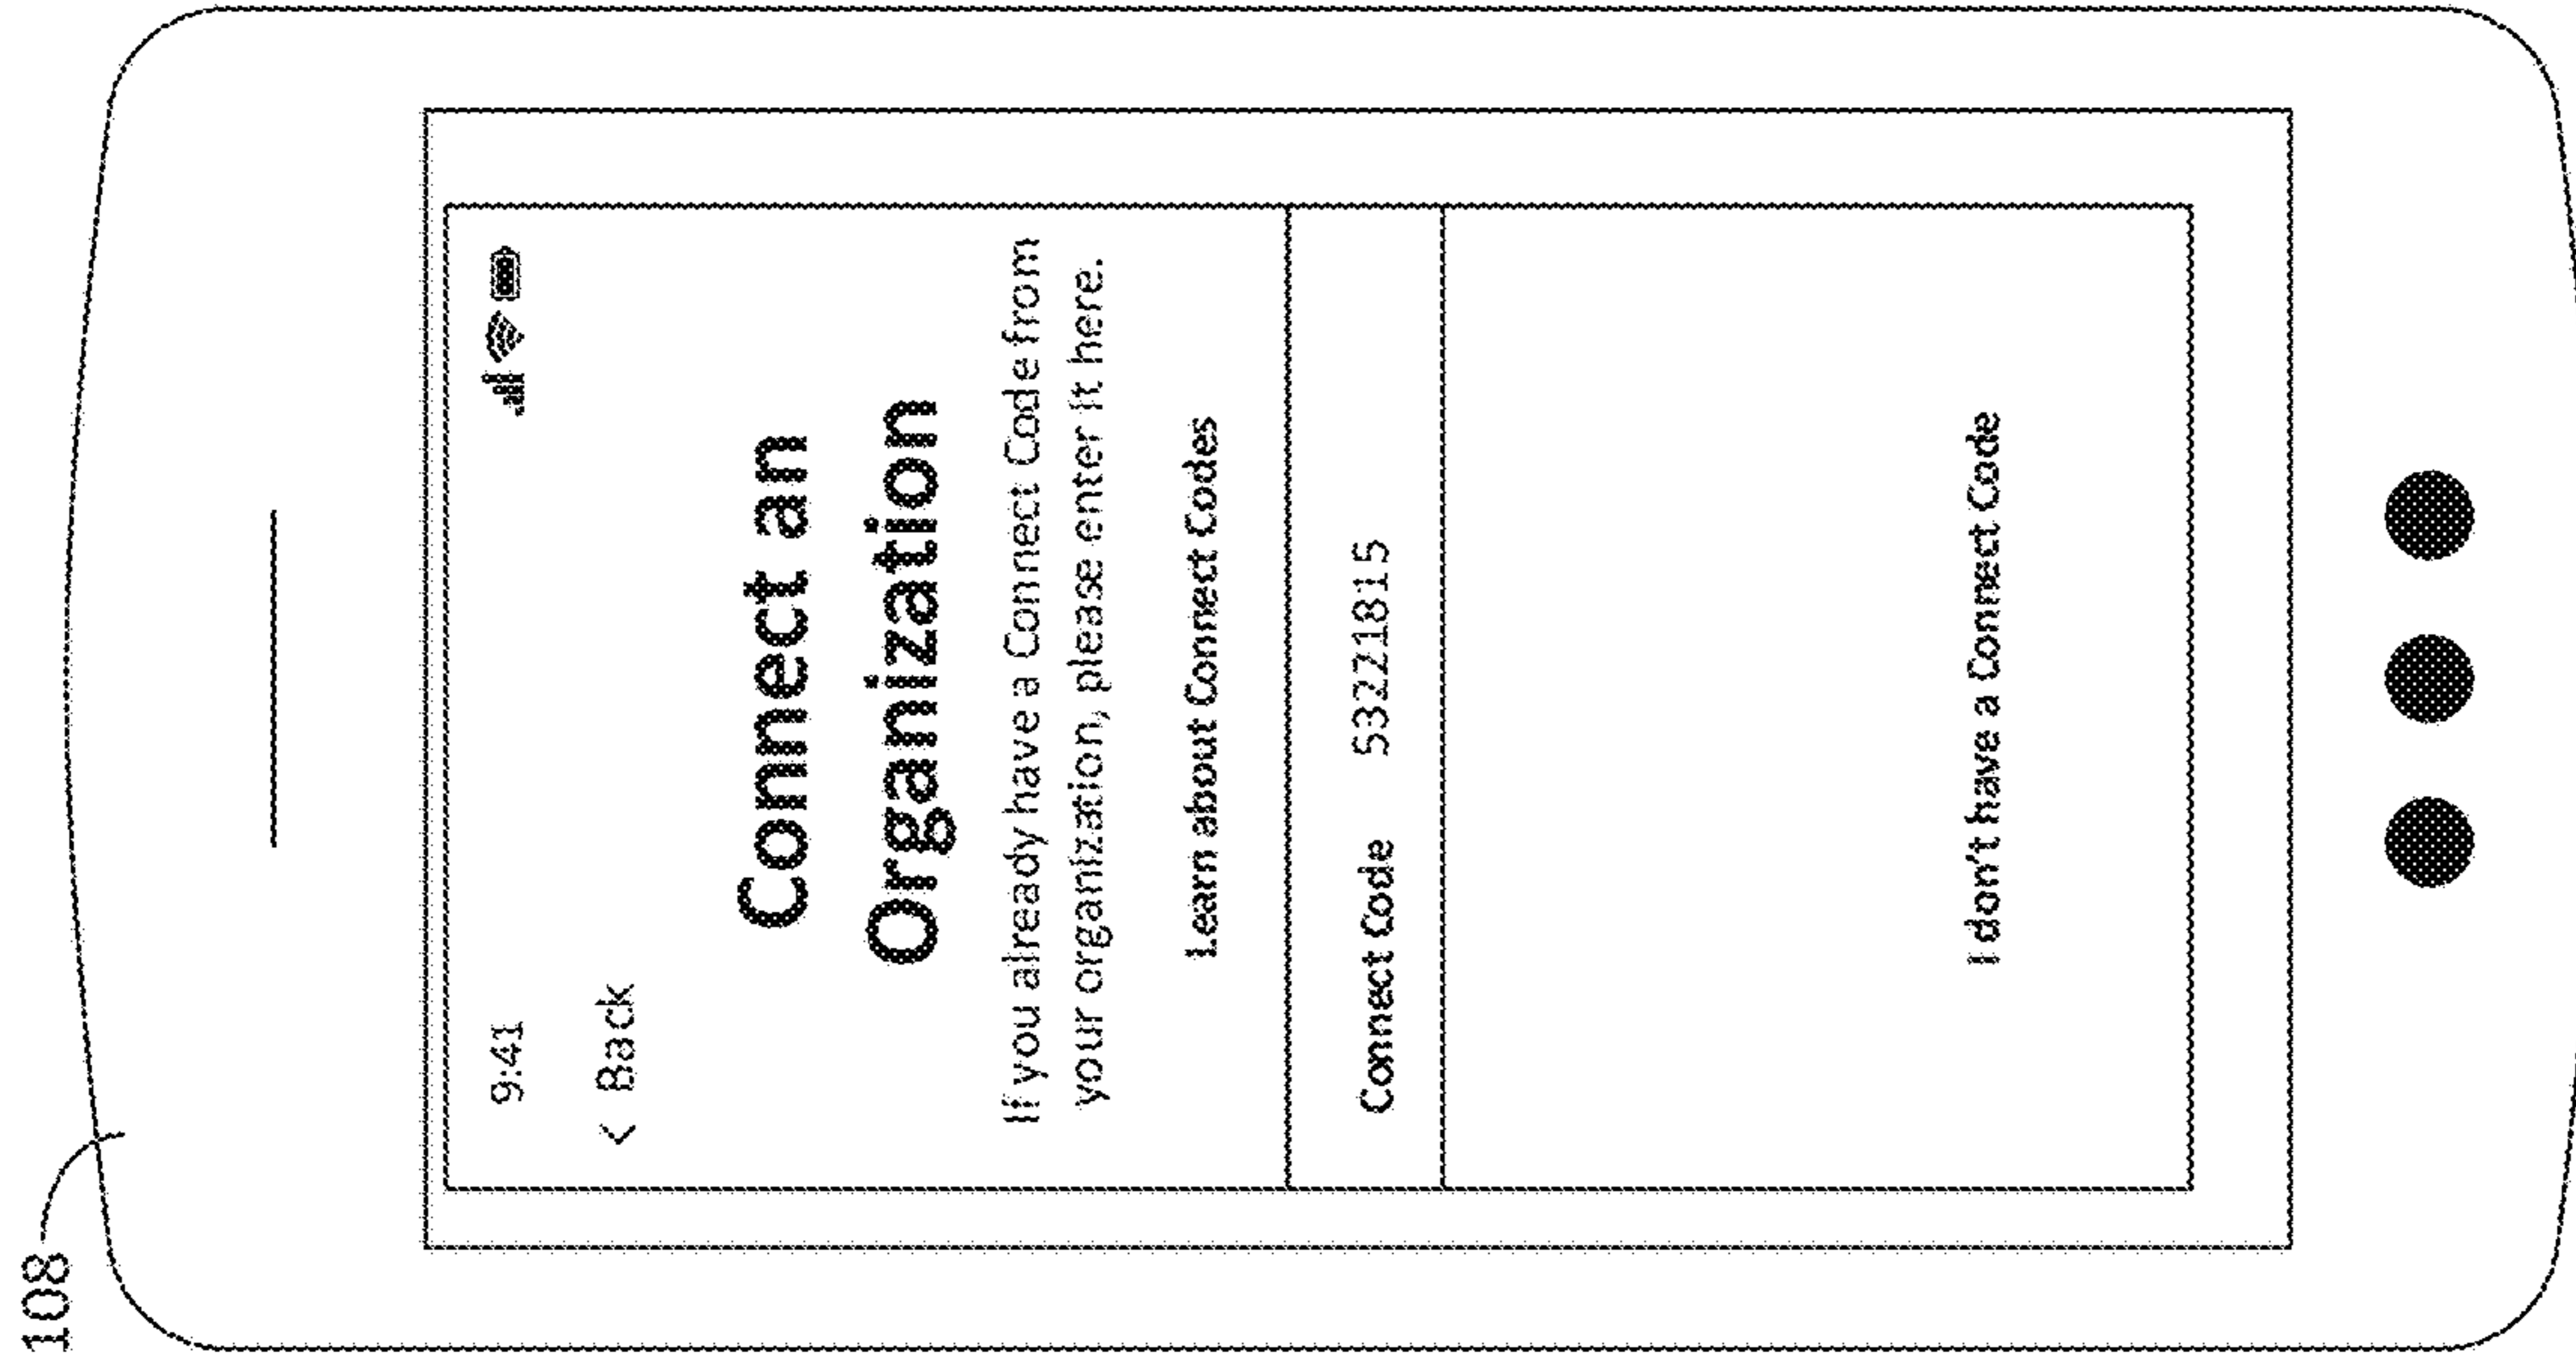 108
9:41
< Back
Connect an
Organization
If you already have a Connect Code from
your organization, please enter it here.
Learn about Connect Codes
Connect Code 53221815
I don't have a Connect Code